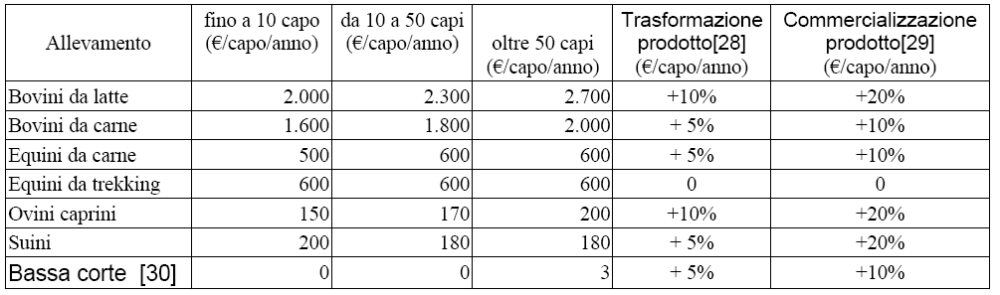 Allevamento fino a 10 capo (€/capo/anno) da 10 a 50 capi (€/capo/anno) oltre 50 capi (€/capo/anno) Trasformazione prodotto[28] (€/capo/anno) Commercializzazione prodotto[29] (€/capo/anno)
Bovini da latte 2.000 2.300 2.700 +10% +20%
Bovini da carne 1.600 1.800 2.000 + 5% +10%
Equini da carne 500 600 600 + 5% +10%
Equini da trekking 600 600 600 0 0
Ovini caprini 150 170 200 +10% +20%
Suini 200 180 180 + 5% +20%
Bassa corte [30] 0 0 3 + 5% +10%